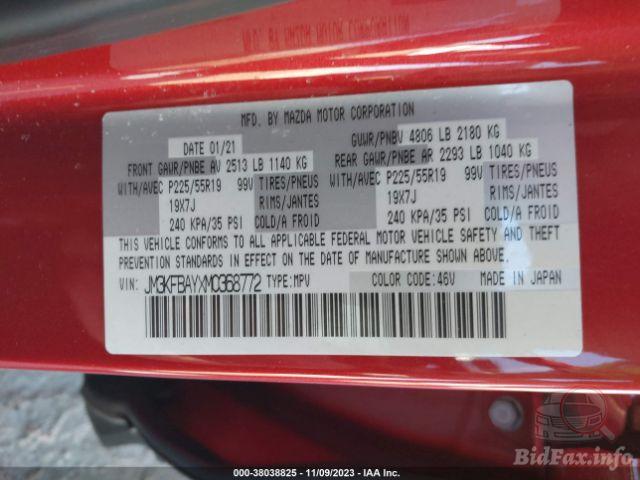 MFD. BY MAZDA MOTOR CORPORATION
DATE 01/21 GVWR/PNBV 4806 LB 2180 KG
FRONT GAWR/PNBE AV 2513 LB 1140 KG REAR GAWR/PNBE AR 2293 LB 1040 KG
WITH/AVEC P225/55R19 99V TIRES/PNEUS WITH/AVEC P225/55R19 99V TIRES/PNEUS
19X7J RIMS/JANTES 19X7J RIMS/JANTES
240 KPA/35 PSI COLD/A FROID 240 KPA/35 PSI COLD/A FROID
THIS VEHICLE CONFORMS TO ALL APPLICABLE FEDERAL MOTOR VEHICLE SAFETY AND THEFT
PREVENTION STANDARDS IN EFFECT ON THE DATE OF MANUFACTURE SHOWN ABOVE.
VIN: JM3KFBAYXM0368772 TYPE:MPV COLOR CODE:46V MADE IN JAPAN
000-38038825 - 11/09/2023 - IAA Inc.
BidFax.info